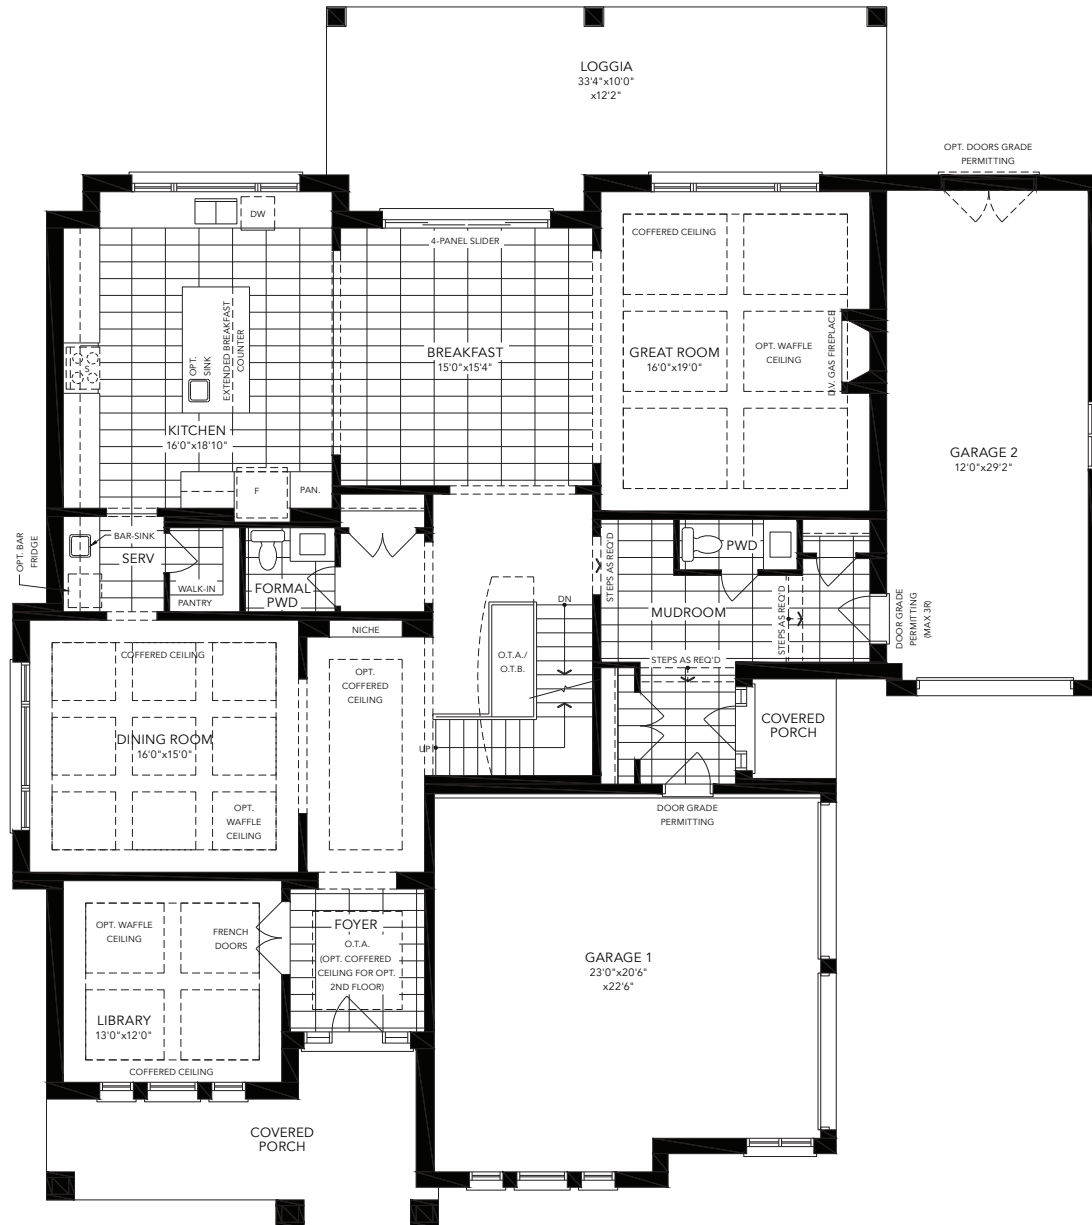 LOGGIA
33'4"x10'0"
x12'2"
OPT. DOORS GRADE
PERMITTING
DW
4-PANEL SLIDER
COFFERED CEILING
S
OPT.
SINK
EXTENDED BREAKFAST
COUNTER
BREAKFAST
15'0"x15'4"
GREAT ROOM
16'0"x19'0"
OPT. WAFFLE
CEILING
D.V. GAS FIREPLACE
KITCHEN
16'0"x18'10"
GARAGE 2
12'0"x29'2"
F
PAN.
OPT. BAR
FRIDGE
BAR-SINK
SERV
WALK-IN
PANTRY
FORMAL
PWD
STEPS AS REQ'D
PWD
MUDROOM
STEPS AS REQ'D
DOOR GRADE
PERMITTING
(MAX 3R)
DN
NICHE
O.T.A./
O.T.B.
STEPS AS REQ'D
COFFERED CEILING
OPT.
COFFERED
CEILING
DINING ROOM
16'0"x15'0"
UP
COVERED
PORCH
OPT.
WAFFLE
CEILING
DOOR GRADE
PERMITTING
OPT. WAFFLE
CEILING
FRENCH
DOORS
FOYER
O.T.A.
(OPT. COFFERED
CEILING FOR OPT.
2ND FLOOR)
GARAGE 1
23'0"x20'6"
x22'6"
LIBRARY
13'0"x12'0"
COFFERED CEILING
COVERED
PORCH